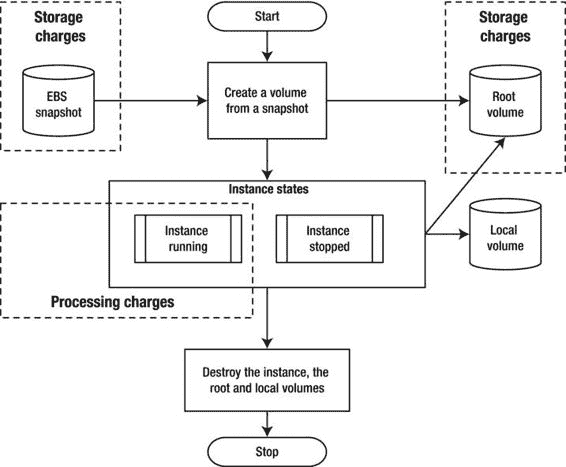 Start
Storage
charges
Storage
charges
EBS
snapshot
Create a volume
from a snapshot
Root
volume
Instance states
Instance
running
Instance
stopped
Local
volume
Processing charges
Destroy the instance, the
root and local volumes
Stop